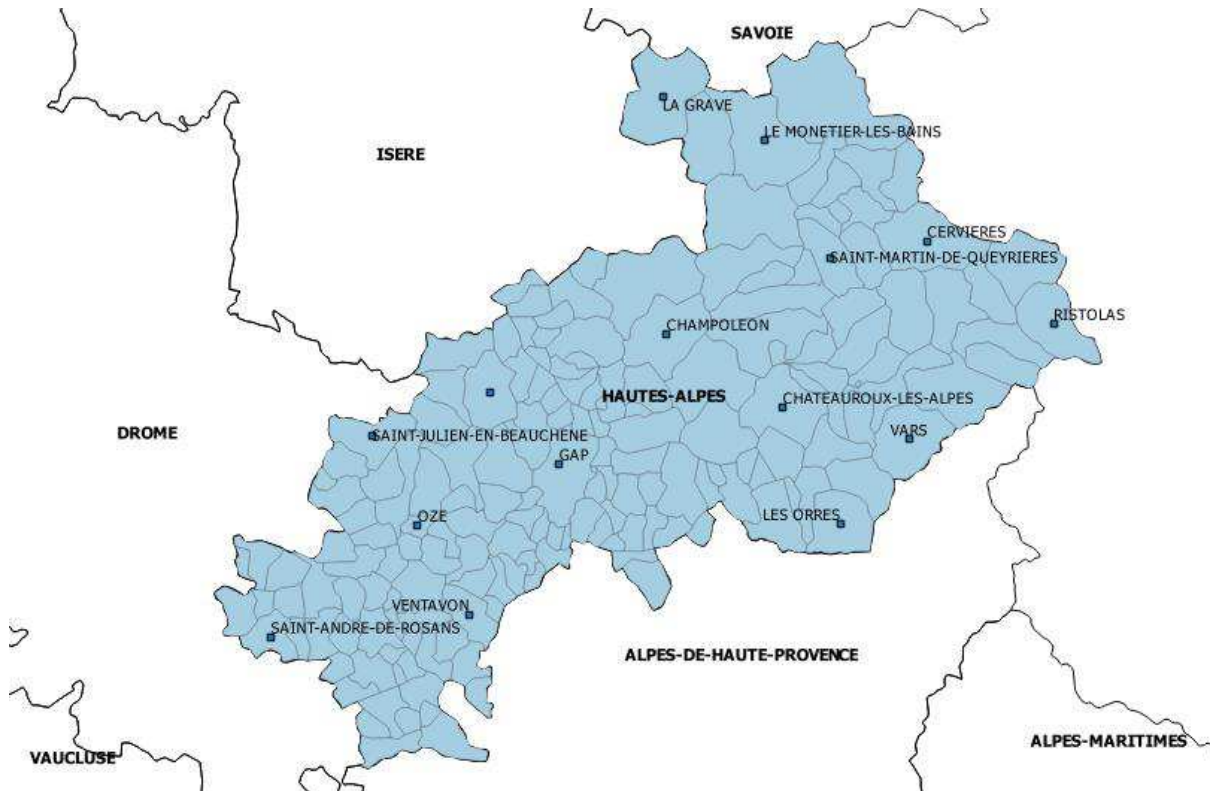 SAVOIE
LA GRAVE
LE MONETIER-LES-BAINS
ISERE
CERVIERES
SAINT-MARTIN-DE-QUEYRIERES
RISTOLAS
CHAMPOLEON
HAUTES-ALPES
CHATEAUROUX-LES-ALPES
DROME
VARS
SAINT-JULIEN-EN-BEAUCHENE
GAP
OZE
LES ORRES
VENTAVON
SAINT-ANDRE-DE-ROSANS
ALPES-DE-HAUTE-PROVENCE
ALPES-MARITIMES
VAUCLUSE